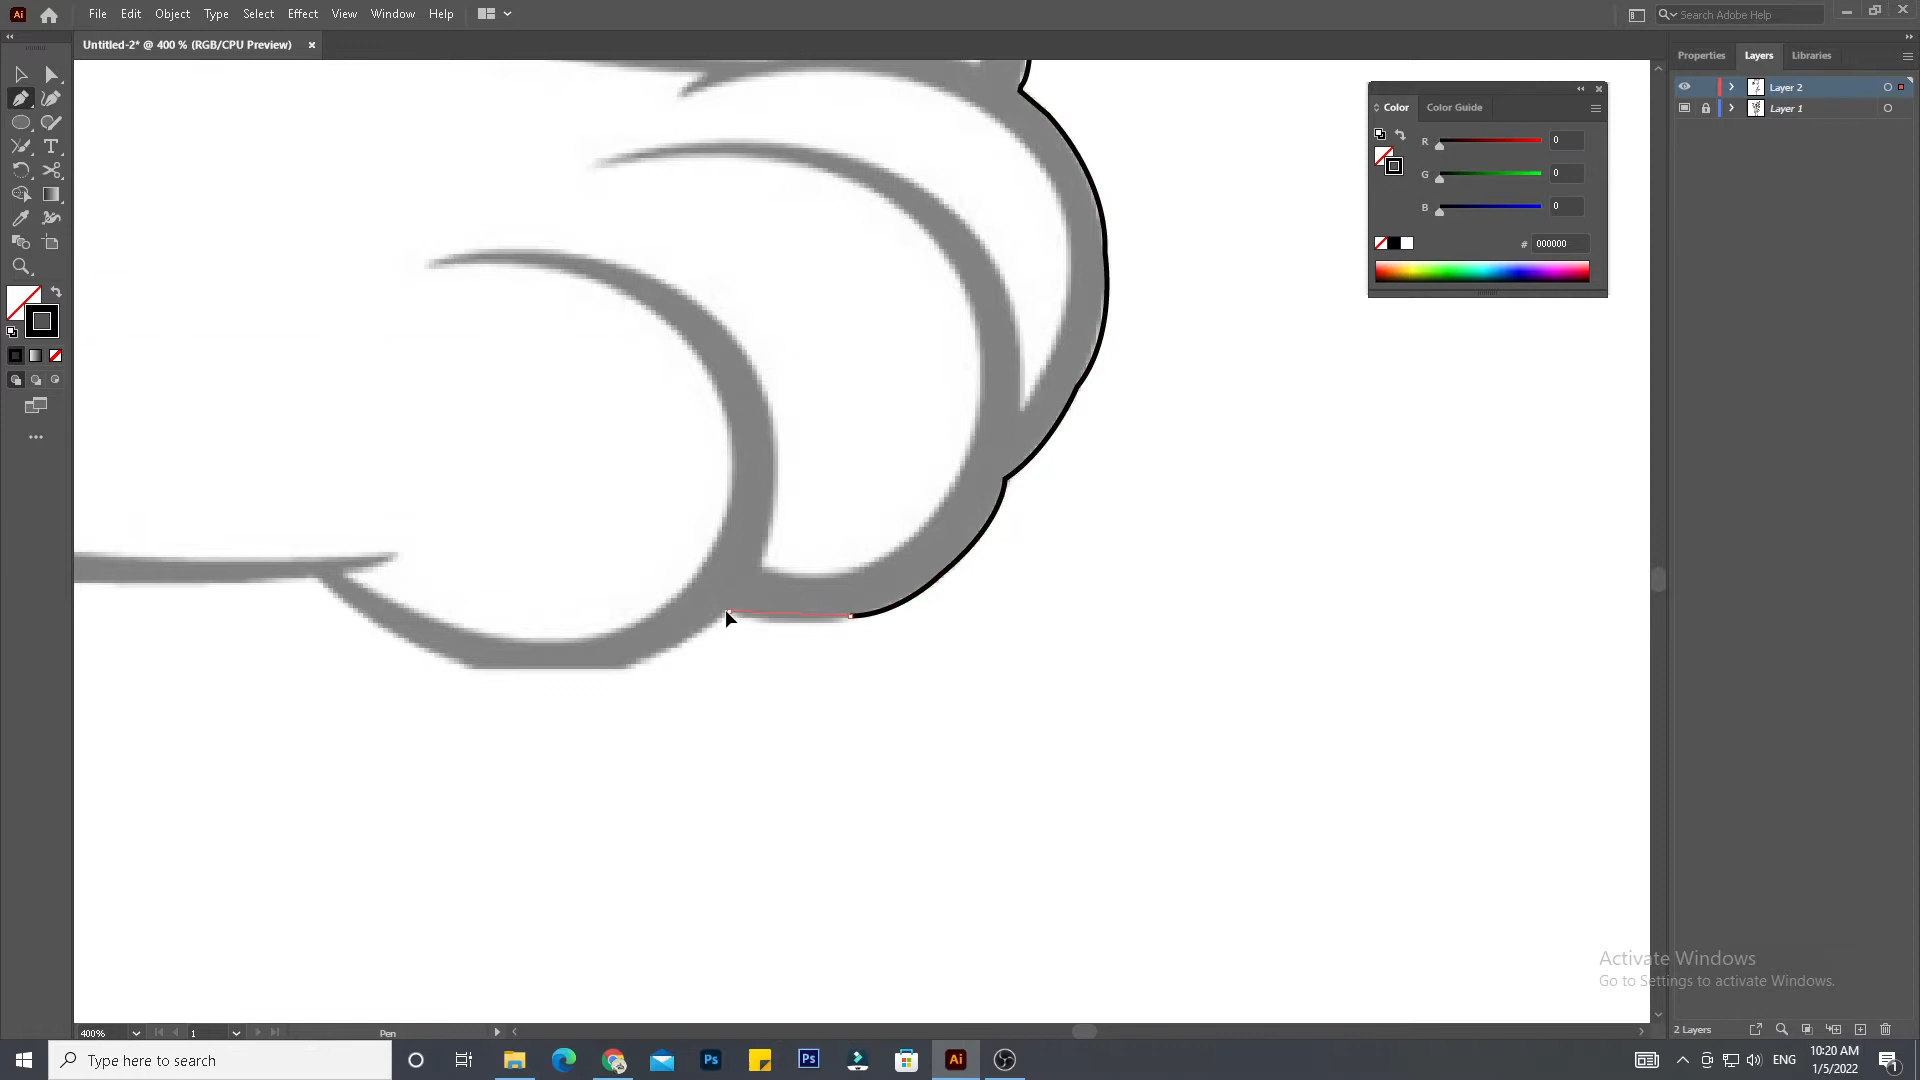 Ai
File Edit Object Type Select Effect View Window Help
Search Adobe Help
Untitled-2* @ 400 % (RGB/CPU Preview)
Properties Layers Libraries
Layer 2
Layer 1
Color Color Guide
R 0
G 0
B 0
# 000000
Activate Windows
Go to Settings to activate Windows.
400% 1 Pen
2 Layers
Type here to search
Ps
Ps
Ai
ENG
10:20 AM
1/5/2022
1